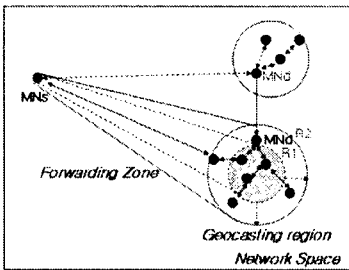 MNd
MNs
MNd
R2
R1
Forwarding Zone
Geocasting region
Network Space